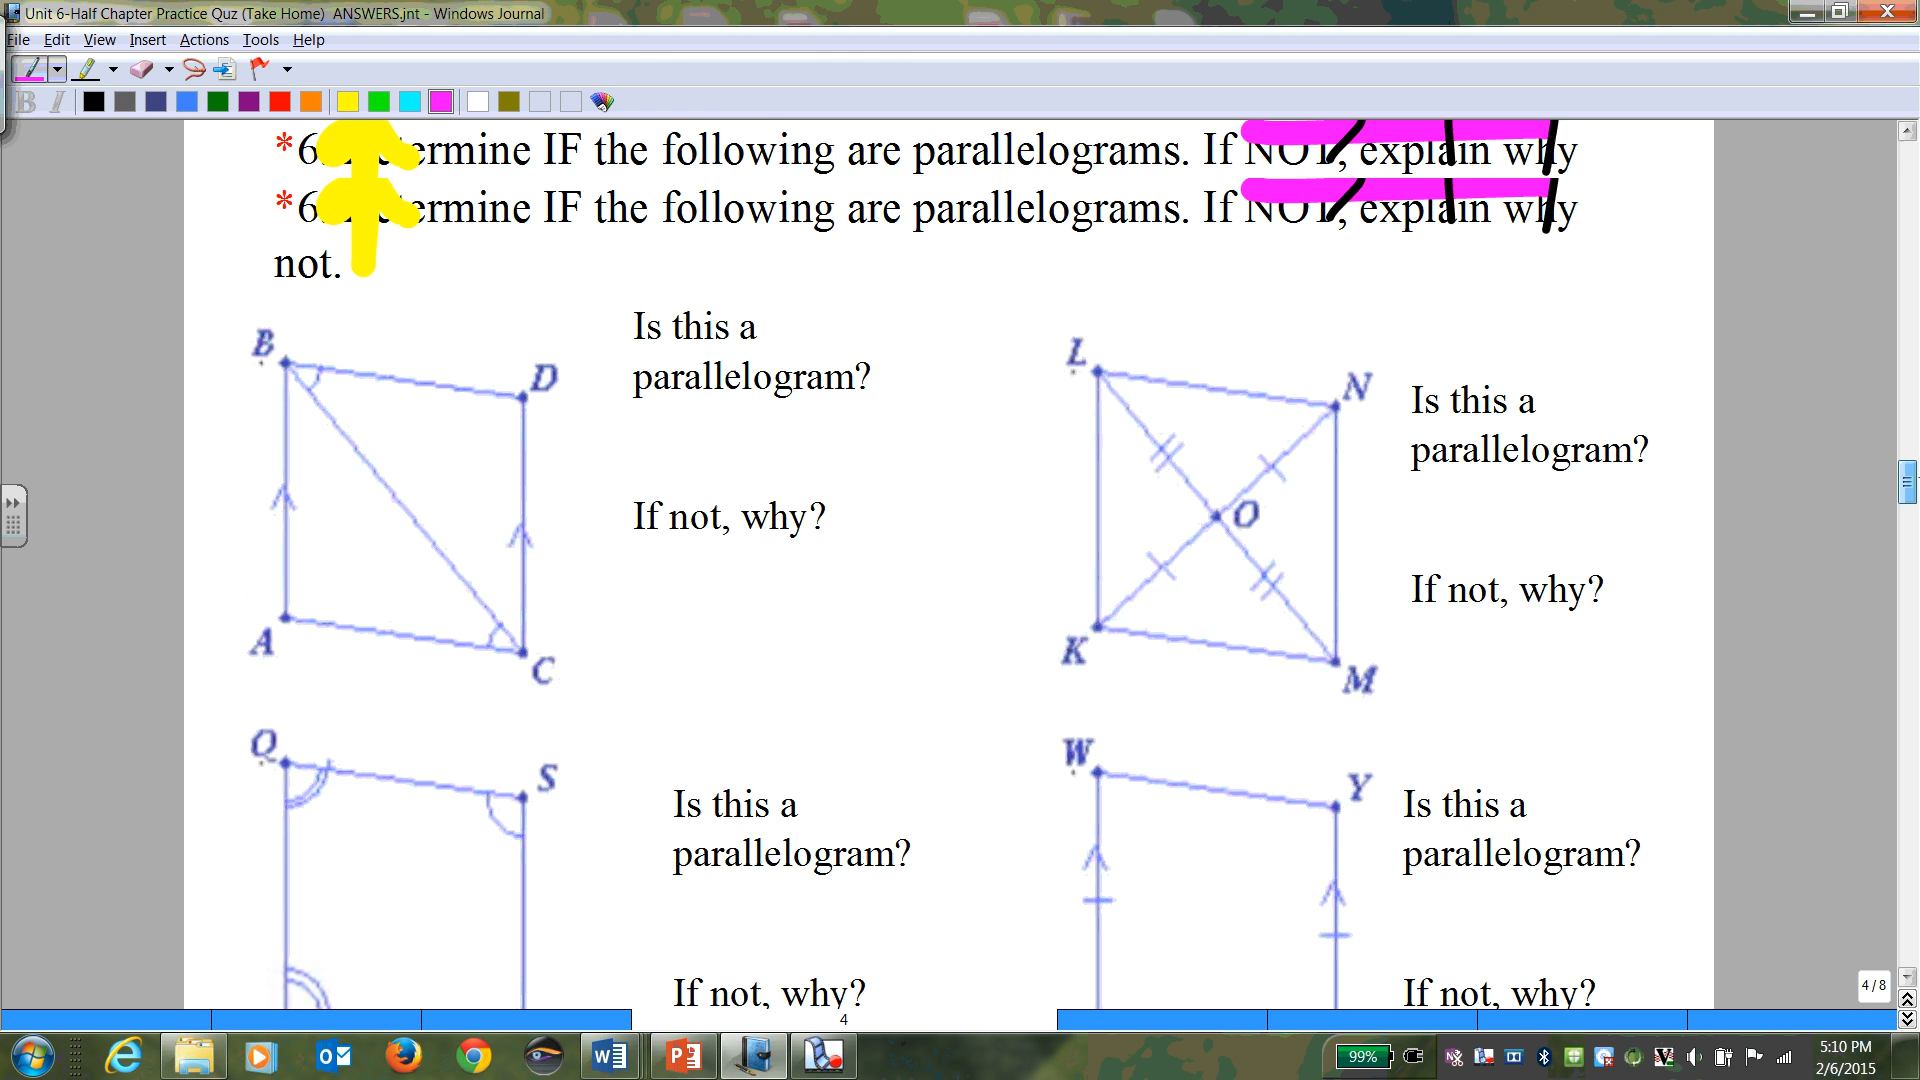 Unit 6-Half Chapter Practice Quz (Take Home) ANSWERS.jnt - Windows Journal
File Edit View Insert Actions Tools Help
B I
*6. ermine IF the following are parallelograms. If NOT, explain why
*6. ermine IF the following are parallelograms. If NOT, explain why
not.
B
D
A
C
Is this a
parallelogram?
If not, why?
L
N
O
K
M
Is this a
parallelogram?
If not, why?
Q
S
Is this a
parallelogram?
If not, why?
W
Y
Is this a
parallelogram?
If not, why?
4 / 8
4
99%
5:10 PM
2/6/2015